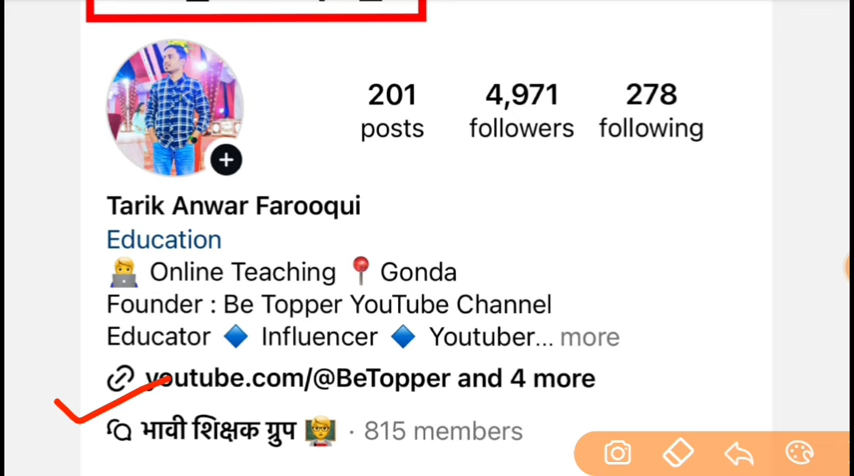 201 4,971 278
posts followers following
Tarik Anwar Farooqui
Education
Online Teaching Gonda
Founder : Be Topper YouTube Channel
Educator Influencer Youtuber... more
youtube.com/@BeTopper and 4 more
भावी शिक्षक ग्रुप · 815 members